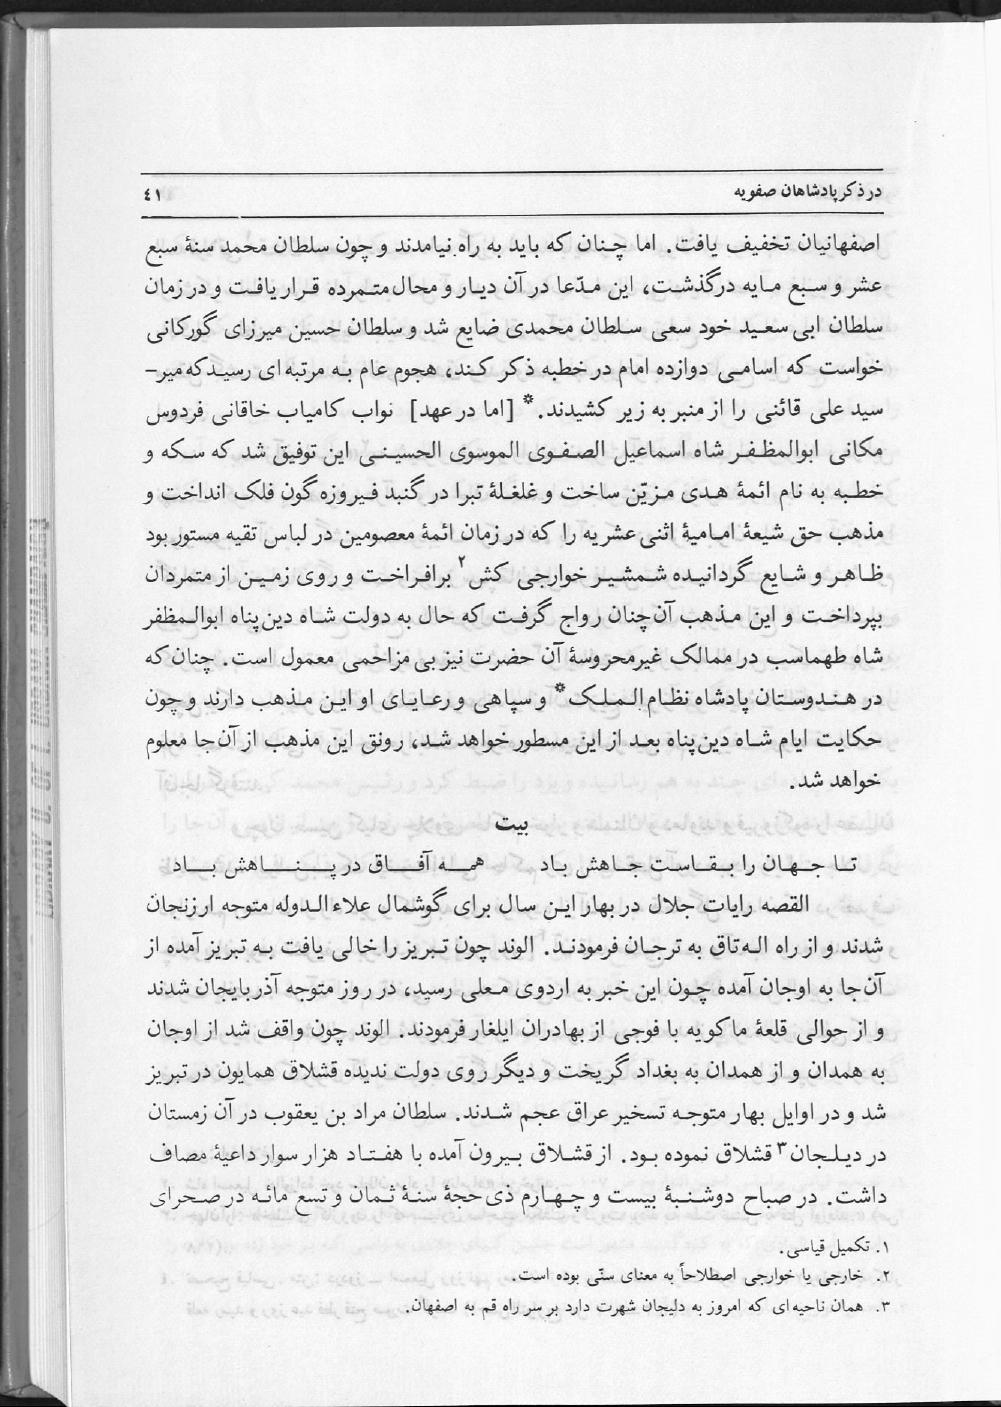 در ذکر پادشاهان صفویه ٤١
اصفهانیان تخفیف یافت. اما چنان که باید به راه نیامدند و چون سلطان محمد سنهٔ سبع
عشر و سبع مایه درگذشت، این مدّعا در آن دیار و محال متمرده قرار یافت و در زمان
سلطان ابی سعید خود سعی سلطان محمدی ضایع شد و سلطان حسین میرزای گورکانی
خواست که اسامی دوازده امام در خطبه ذکر کند، هجوم عام به مرتبه ای رسید که میر-
سید علی قائنی را از منبر به زیر کشیدند.* [اما در عهد] نواب کامیاب خاقانی فردوس
مکانی ابوالمظفر شاه اسماعیل الصفوی الموسوی الحسینی این توفیق شد که سکه و
خطبه به نام ائمهٔ هدی مزیّن ساخت و غلغلهٔ تبرا در گنبد فیروزه گون فلک انداخت و
مذهب حق شیعهٔ امامیهٔ اثنی عشریه را که در زمان ائمهٔ معصومین در لباس تقیه مستور بود
ظاهر و شایع گردانیده شمشیر خوارجی کش۲ برافراخت و روی زمین از متمردان
بپرداخت و این مذهب آن چنان رواج گرفت که حال به دولت شاه دین پناه ابوالمظفر
شاه طهماسب در ممالک غیرمحروسهٔ آن حضرت نیز بی مزاحمی معمول است. چنان که
در هندوستان پادشاه نظام الملک* و سپاهی و رعایای او این مذهب دارند و چون
حکایت ایام شاه دین پناه بعد از این مسطور خواهد شد، رونق این مذهب از آن جا معلوم
خواهد شد.
بیت
تا جهان را بقاست جاهش باد همه آفاق در پناهش باد
القصه رایات جلال در بهار این سال برای گوشمال علاء الدوله متوجه ارزنجان
شدند و از راه اله تاق به ترجان فرمودند. الوند چون تبریز را خالی یافت به تبریز آمده از
آن جا به اوجان آمده چون این خبر به اردوی معلی رسید، در روز متوجه آذربایجان شدند
و از حوالی قلعهٔ ماکویه با فوجی از بهادران ایلغار فرمودند. الوند چون واقف شد از اوجان
به همدان و از همدان به بغداد گریخت و دیگر روی دولت ندیده قشلاق همایون در تبریز
شد و در اوایل بهار متوجه تسخیر عراق عجم شدند. سلطان مراد بن یعقوب در آن زمستان
در دیلجان۳ قشلاق نموده بود. از قشلاق بیرون آمده با هفتاد هزار سوار داعیهٔ مصاف
داشت. در صباح دوشنبهٔ بیست و چهارم ذی حجهٔ سنهٔ ثمان و تسع مائه در صحرای
۱. تکمیل قیاسی.
۲. خارجی یا خوارجی اصطلاحاً به معنای سنّی بوده است.
۳. همان ناحیه ای که امروز به دلیجان شهرت دارد بر سر راه قم به اصفهان.